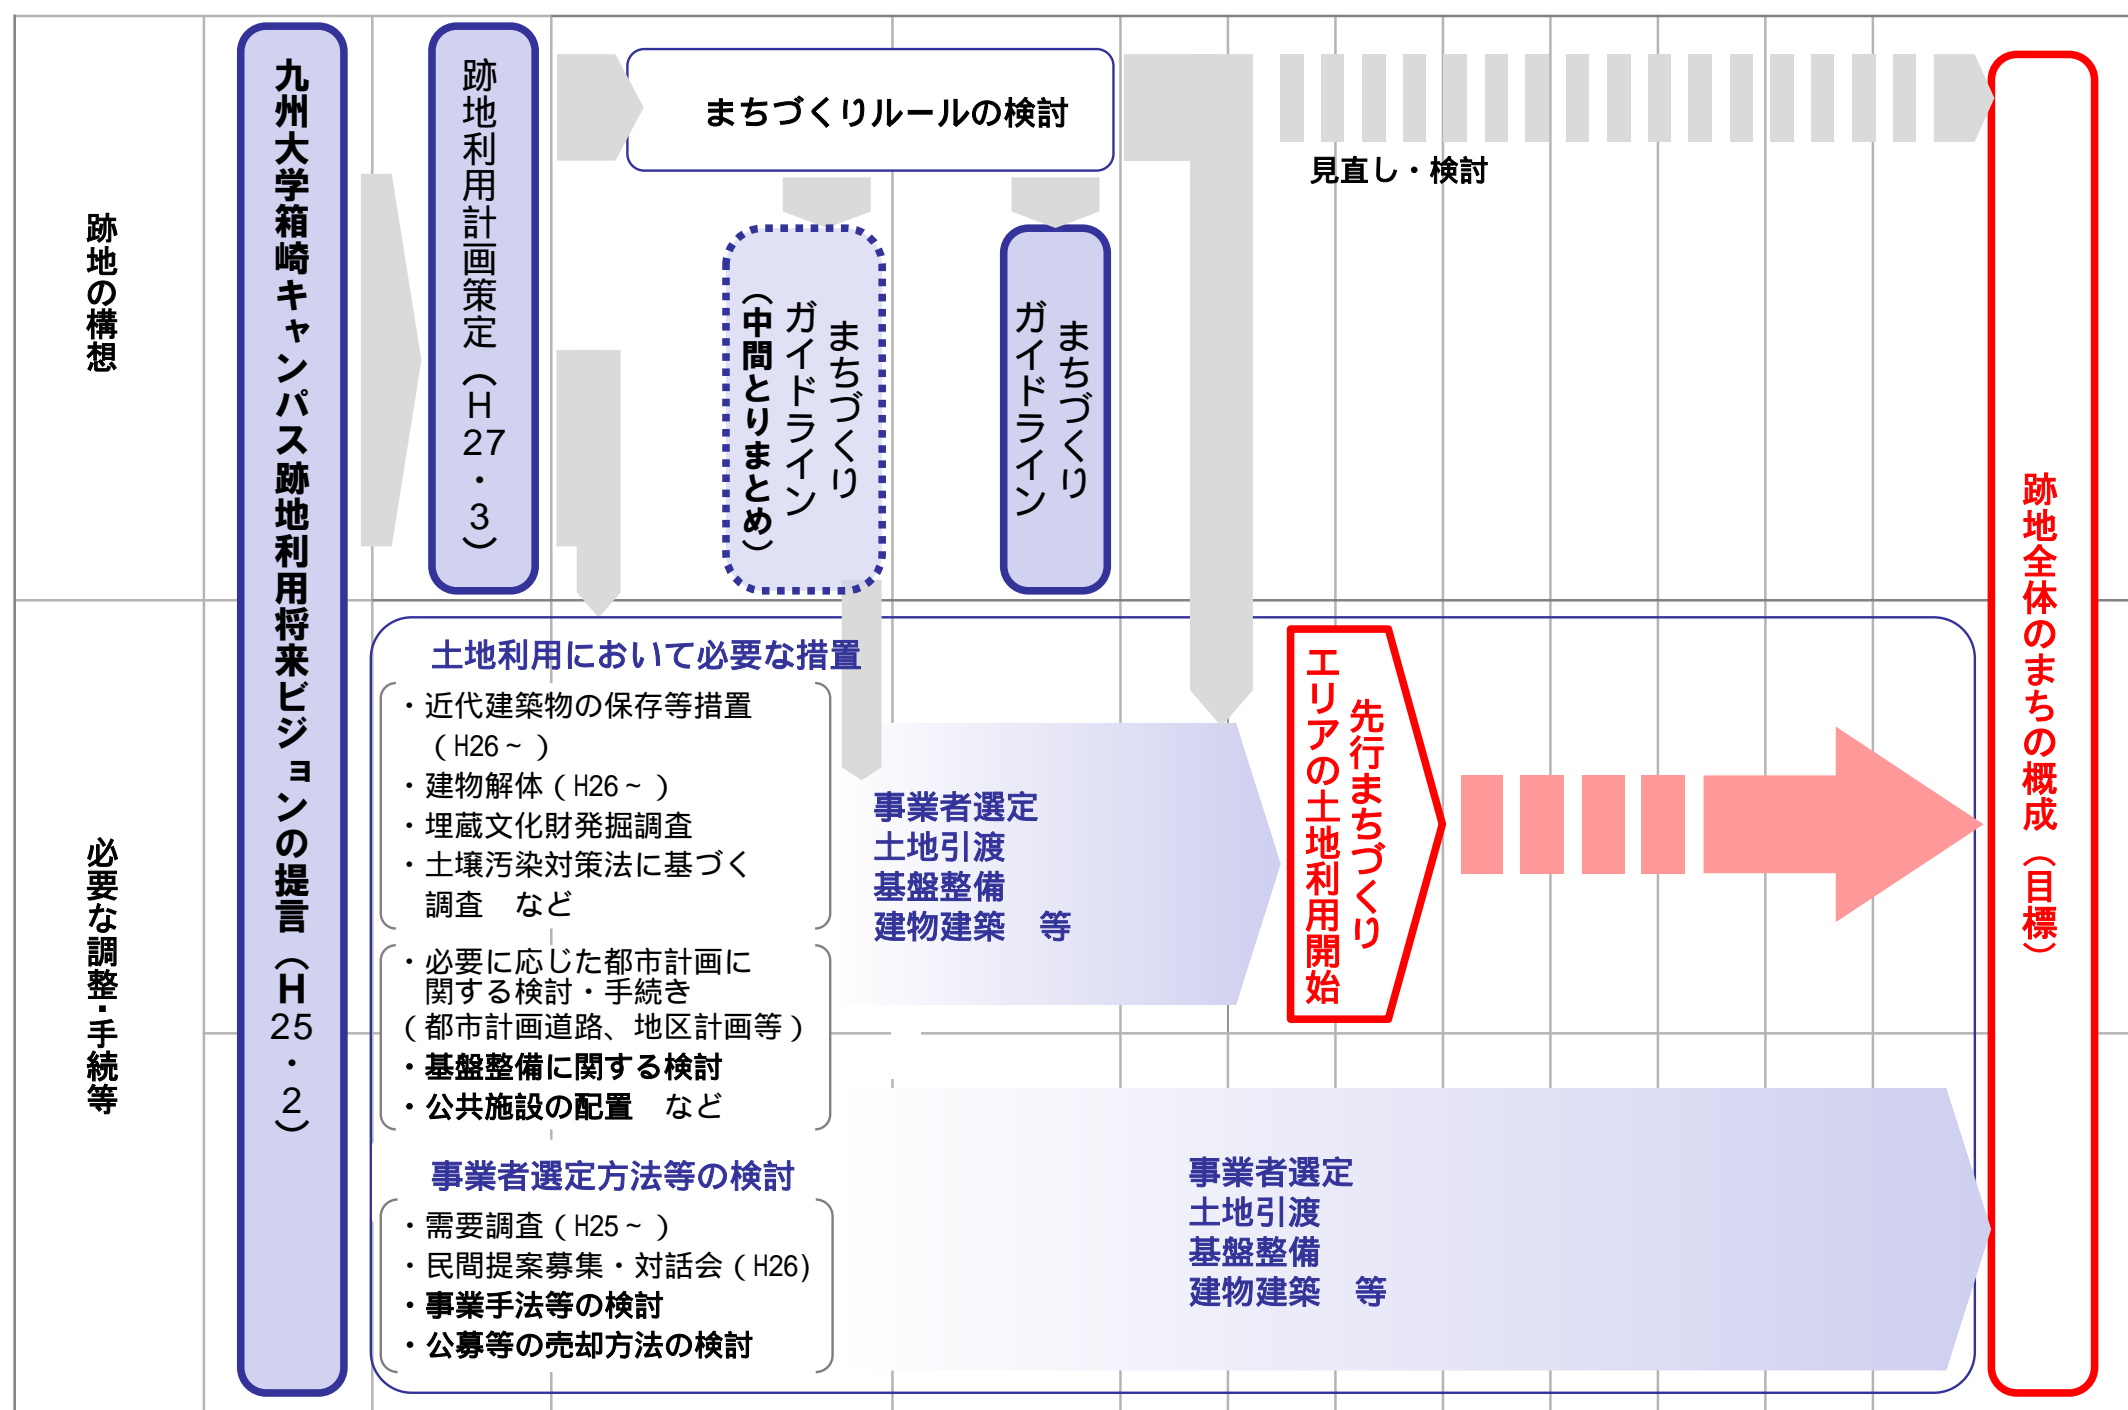 跡地の構想
必要な調整・手続等
九州大学箱崎キャンパス跡地利用将来ビジョンの提言（H25・2）
跡地利用計画策定（H27・3）
まちづくりルールの検討
見直し・検討
まちづくり
ガイドライン
（中間とりまとめ）
まちづくり
ガイドライン
土地利用において必要な措置
・近代建築物の保存等措置
（H26～）
・建物解体（H26～）
・埋蔵文化財発掘調査
・土壌汚染対策法に基づく
調査　など
・必要に応じた都市計画に
関する検討・手続き
（都市計画道路、地区計画等）
・基盤整備に関する検討
・公共施設の配置　など
事業者選定方法等の検討
・需要調査（H25～）
・民間提案募集・対話会（H26）
・事業手法等の検討
・公募等の売却方法の検討
事業者選定
土地引渡
基盤整備
建物建築　等
先行まちづくり
エリアの土地利用開始
事業者選定
土地引渡
基盤整備
建物建築　等
跡地全体のまちの概成（目標）